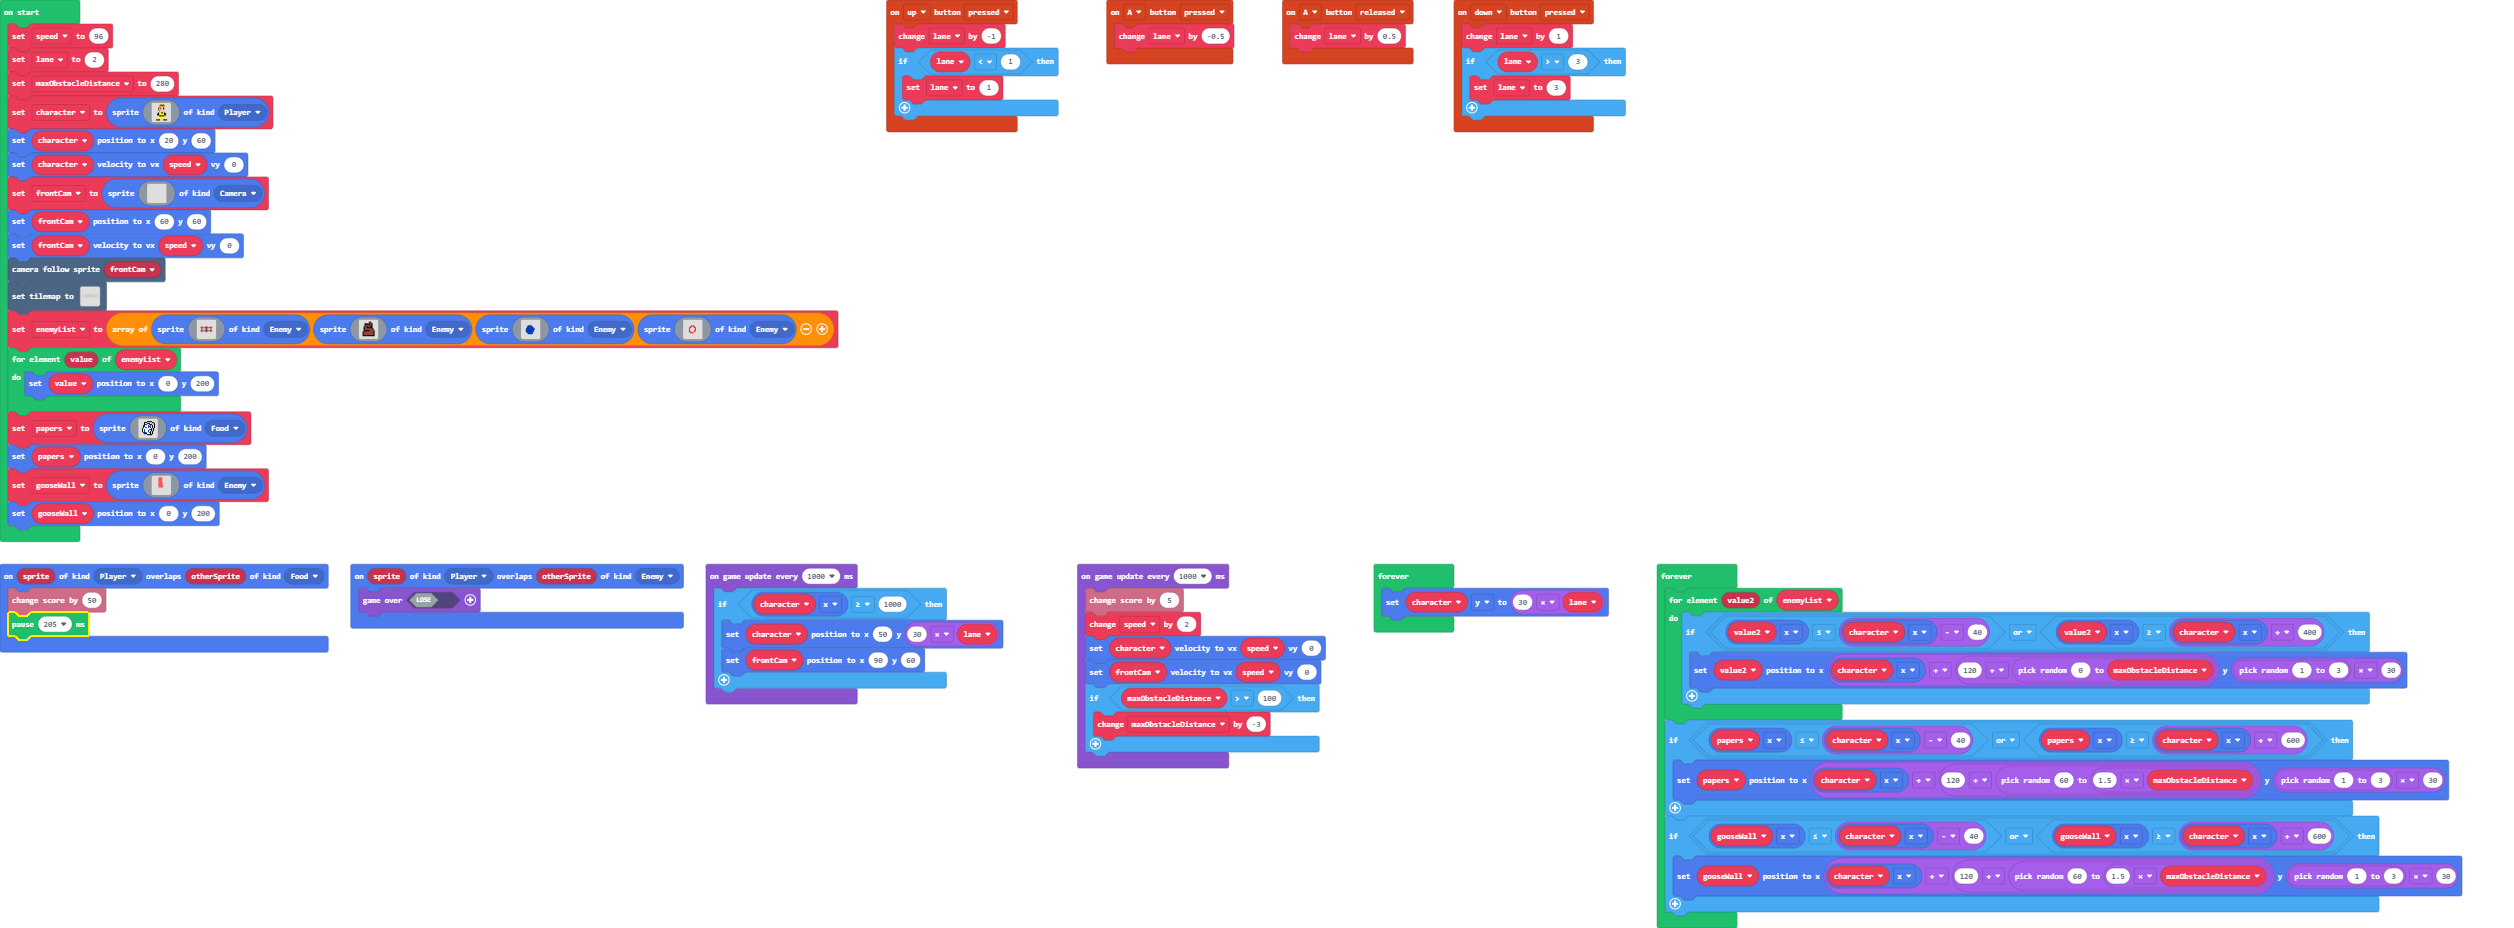 on start
set speed to 96
set lane to 2
set maxObstacleDistance to 280
set character to sprite of kind Player
set character position to x 20 y 60
set character velocity to vx speed vy 0
set frontCam to sprite of kind Camera
set frontCam position to x 60 y 60
set frontCam velocity to vx speed vy 0
camera follow sprite frontCam
set tilemap to
set enemyList to array of sprite of kind Enemy sprite of kind Enemy sprite of kind Enemy sprite of kind Enemy
for element value of enemyList
do set value position to x 0 y 200
set papers to sprite of kind Food
set papers position to x 0 y 200
set gooseWall to sprite of kind Enemy
set gooseWall position to x 0 y 200
on up button pressed
change lane by -1
if lane < 1 then
set lane to 1
on A button pressed
change lane by -0.5
on A button released
change lane by 0.5
on down button pressed
change lane by 1
if lane > 3 then
set lane to 3
on sprite of kind Player overlaps otherSprite of kind Food
change score by 50
pause 205 ms
on sprite of kind Player overlaps otherSprite of kind Enemy
game over LOSE
on game update every 1000 ms
if character x ≥ 1000 then
set character position to x 50 y 30 × lane
set frontCam position to x 90 y 60
on game update every 1000 ms
change score by 5
change speed by 2
set character velocity to vx speed vy 0
set frontCam velocity to vx speed vy 0
if maxObstacleDistance > 100 then
change maxObstacleDistance by -3
forever
set character y to 30 × lane
forever
for element value2 of enemyList
do if value2 x ≤ character x - 40 or value2 x ≥ character x + 400 then
set value2 position to x character x + 120 + pick random 0 to maxObstacleDistance y pick random 1 to 3 × 30
if papers x ≤ character x - 40 or papers x ≥ character x + 600 then
set papers position to x character x + 120 + pick random 60 to 1.5 × maxObstacleDistance y pick random 1 to 3 × 30
if gooseWall x ≤ character x - 40 or gooseWall x ≥ character x + 600 then
set gooseWall position to x character x + 120 + pick random 60 to 1.5 × maxObstacleDistance y pick random 1 to 3 × 30